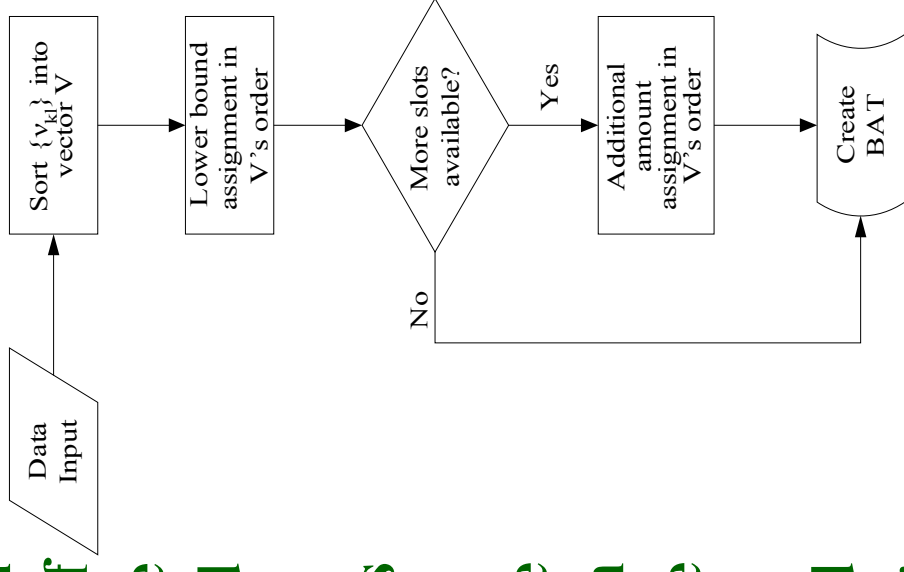 Data
Input
Sort {ν_kl} into
vector V
Lower bound
assignment in
V's order
More slots
available?
No
Yes
Additional
amount
assignment in
V's order
Create
BAT